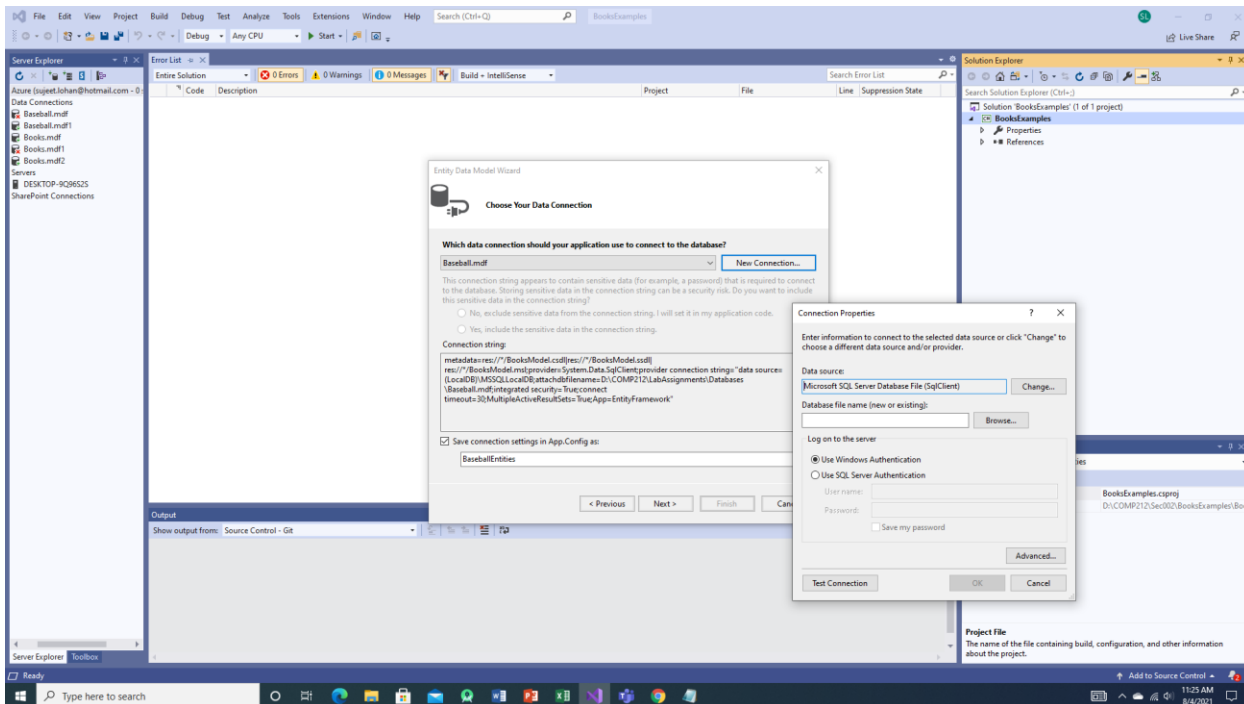 File Edit View Project Build Debug Test Analyze Tools Extensions Window Help Search (Ctrl+Q) BooksExamples SL
Debug Any CPU Start Live Share
Server Explorer
Azure (sujeet.lohan@hotmail.com - 0
Data Connections
Baseball.mdf
Baseball.mdf1
Books.mdf
Books.mdf1
Books.mdf2
Servers
DESKTOP-9Q96S25
SharePoint Connections
Server Explorer Toolbox
Error List
Entire Solution 0 Errors 0 Warnings 0 Messages Build + IntelliSense Search Error List
Code Description Project File Line Suppression State
Entity Data Model Wizard
Choose Your Data Connection
Which data connection should your application use to connect to the database?
Baseball.mdf New Connection...
This connection string appears to contain sensitive data (for example, a password) that is required to connect
to the database. Storing sensitive data in the connection string can be a security risk. Do you want to include
this sensitive data in the connection string?
No, exclude sensitive data from the connection string. I will set it in my application code.
Yes, include the sensitive data in the connection string.
Connection string:
metadata=res://*/BooksModel.csdl|res://*/BooksModel.ssdl|
res://*/BooksModel.msl;provider=System.Data.SqlClient;provider connection string="data source=
(LocalDB)\MSSQLLocalDB;attachdbfilename=D:\COMP212\LabAssignments\Databases
\Baseball.mdf;integrated security=True;connect
timeout=30;MultipleActiveResultSets=True;App=EntityFramework"
Save connection settings in App.Config as:
BaseballEntities
< Previous Next > Finish Can
Connection Properties ?
Enter information to connect to the selected data source or click "Change" to
choose a different data source and/or provider.
Data source:
Microsoft SQL Server Database File (SqlClient) Change...
Database file name (new or existing):
Browse...
Log on to the server
Use Windows Authentication
Use SQL Server Authentication
User name:
Password:
Save my password
Advanced...
Test Connection OK Cancel
Output
Show output from: Source Control - Git
Solution Explorer
Search Solution Explorer (Ctrl+;)
Solution 'BooksExamples' (1 of 1 project)
BooksExamples
Properties
References
ies
BooksExamples.csproj
D:\COMP212\Sec002\BooksExamples\Bo
Project File
The name of the file containing build, configuration, and other information
about the project.
Ready Add to Source Control 2
Type here to search 11:25 AM
8/4/2021